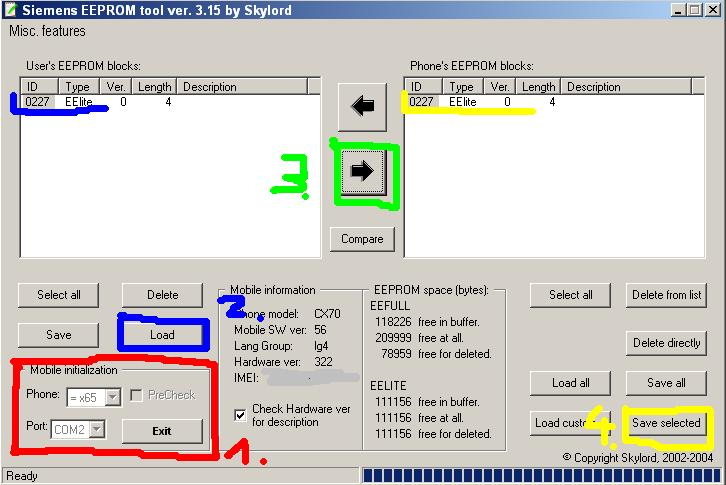 Siemens EEPROM tool ver. 3.15 by Skylord
Misc. features
User's EEPROM blocks: Phone's EEPROM blocks:
ID Type Ver. Length Description ID Type Ver. Length Description
0227 EElite 0 4 0227 EElite 0 4
3.
Compare
Select all Delete Mobile information EEPROM space (bytes): Select all Delete from list
2. Phone model: CX70 EEFULL
118226 free in buffer.
Save Load Mobile SW ver: 56 209999 free at all.
Lang Group: lg4 78959 free for deleted. Delete directly
Hardware ver: 322
Mobile initialization IMEI: EELITE
Phone: = x65 PreCheck 111156 free in buffer. Load all Save all
Check Hardware ver for description 111156 free at all.
Port: COM2 Exit 111156 free for deleted. Load custom 4. Save selected
1.
© Copyright Skylord, 2002-2004
Ready